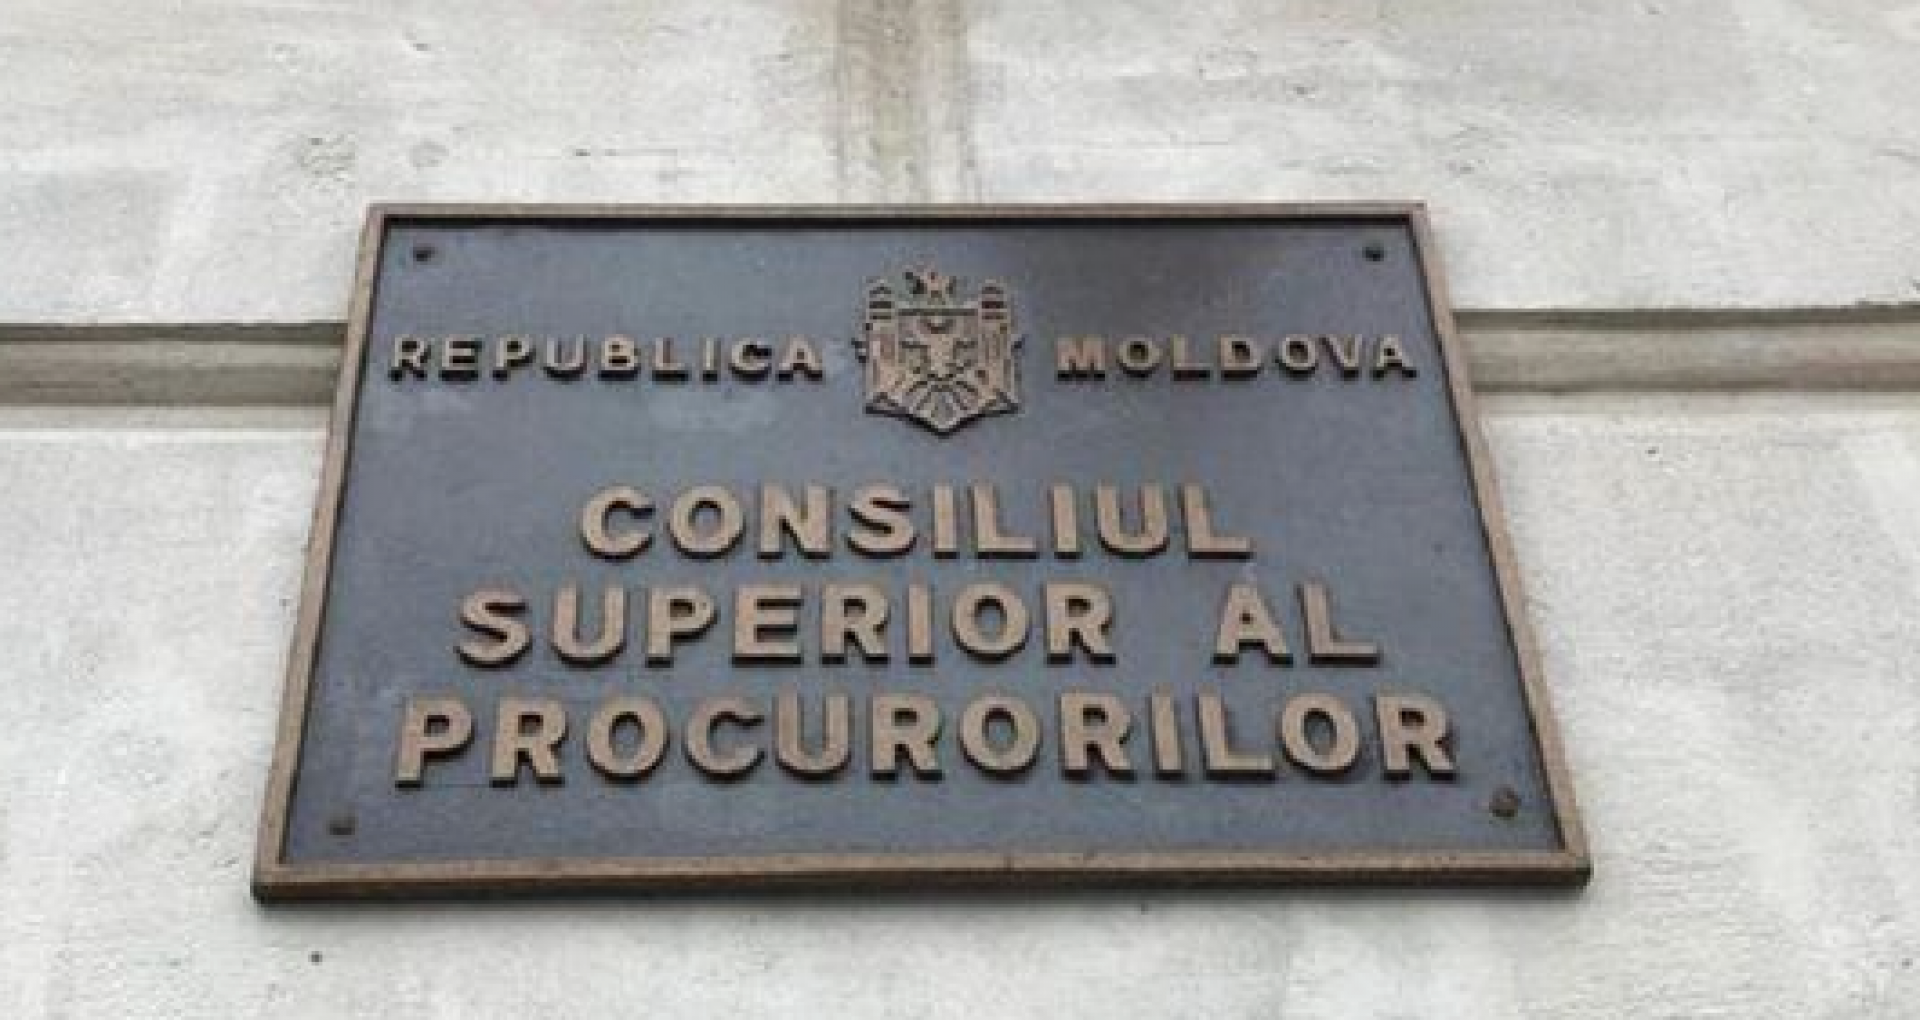 REPUBLICA MOLDOVA
CONSILIUL
SUPERIOR AL
PROCURORILOR